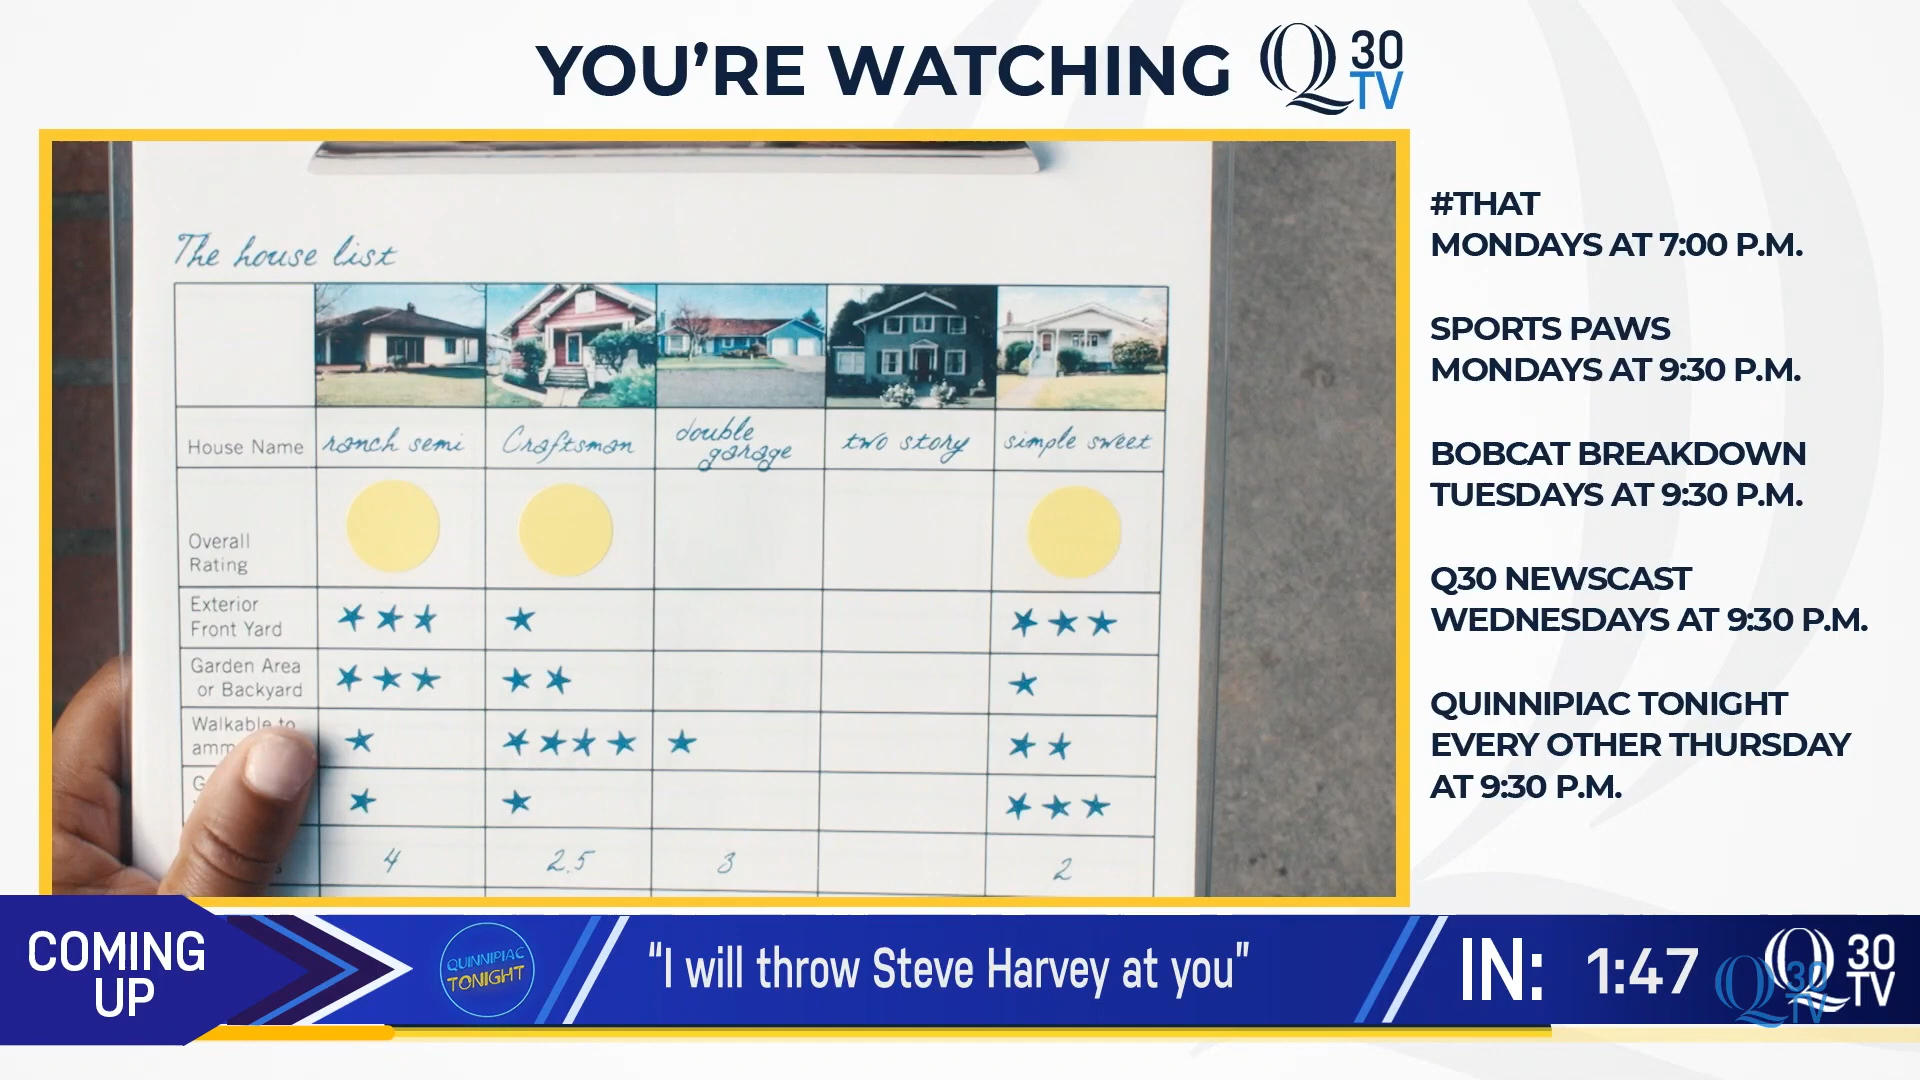 YOU'RE WATCHING Q 30 TV
#THAT
MONDAYS AT 7:00 P.M.
SPORTS PAWS
MONDAYS AT 9:30 P.M.
BOBCAT BREAKDOWN
TUESDAYS AT 9:30 P.M.
Q30 NEWSCAST
WEDNESDAYS AT 9:30 P.M.
QUINNIPIAC TONIGHT
EVERY OTHER THURSDAY
AT 9:30 P.M.
The house list
House Name ranch semi Craftsman double garage two story simple sweet
Overall
Rating
Exterior
Front Yard
Garden Area
or Backyard
Walkable to
4 2.5 3 2
COMING
UP
QUINNIPIAC
TONIGHT
“I will throw Steve Harvey at you”
IN: 1:47
Q 30 TV
Q 30 TV